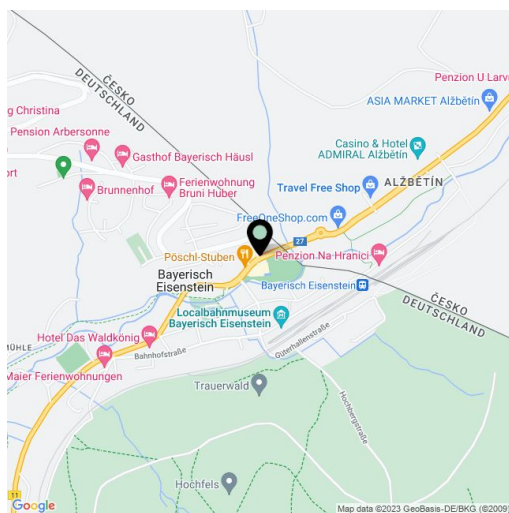 ČESKO
DEUTSCHLAND
Penzion U Larv
ASIA MARKET Alžbětín
g Christina
Pension Arbersonne
Casino & Hotel
ADMIRAL Alžbětín
Gasthof Bayerisch Häusl
ort
Brunnenhof
Ferienwohnung
Bruni Huber
Travel Free Shop
ALŽBĚTÍN
FreeOneShop.com
27
Pöschl-Stuben
Penzion Na Hranici
Bayerisch
Eisenstein
Bayerisch Eisenstein
ČESKO
DEUTSCHLAND
Localbahnmuseum
Bayerisch Eisenstein
Hotel Das Waldkönig
MÜHLE
Bahnhofstraße
Güterhallenstraße
Maier Ferienwohnungen
Trauerwald
Hochbergstraße
Hochfels
11
Google
Map data ©2023 GeoBasis-DE/BKG (©2009)